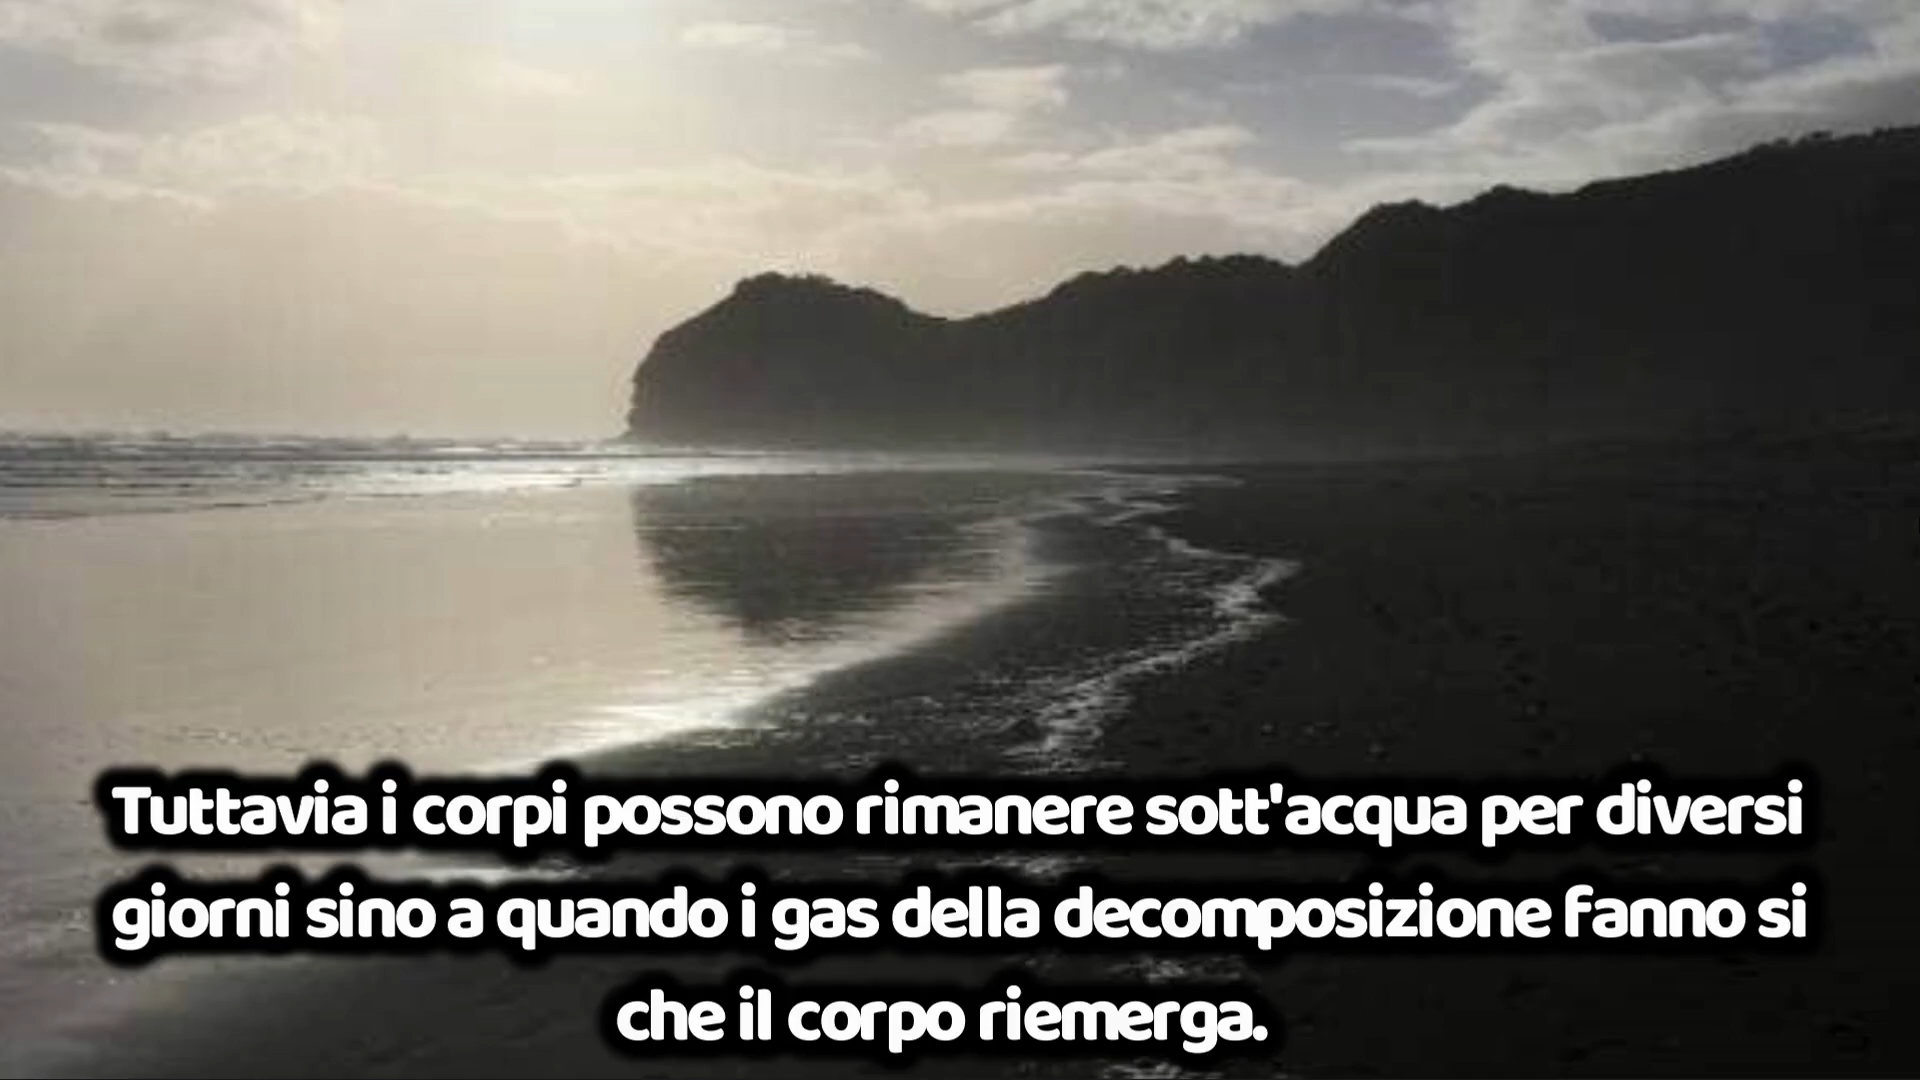 Tuttavia i corpi possono rimanere sott'acqua per diversi
giorni sino a quando i gas della decomposizione fanno si
che il corpo riemerga.